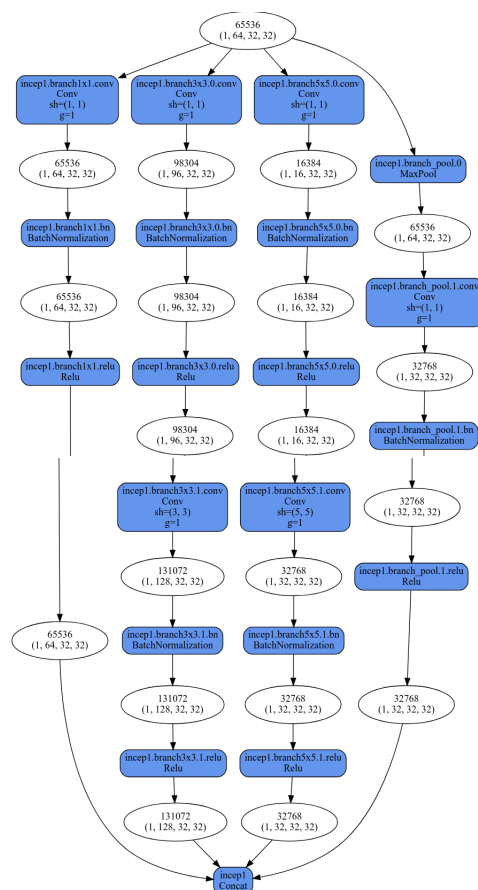 65536
(1, 64, 32, 32)
incep1.branch1x1.conv
Conv
sh=(1, 1)
g=1
incep1.branch3x3.0.conv
Conv
sh=(1, 1)
g=1
incep1.branch5x5.0.conv
Conv
sh=(1, 1)
g=1
incep1.branch_pool.0
MaxPool
65536
(1, 64, 32, 32)
98304
(1, 96, 32, 32)
16384
(1, 16, 32, 32)
65536
(1, 64, 32, 32)
incep1.branch1x1.bn
BatchNormalization
incep1.branch3x3.0.bn
BatchNormalization
incep1.branch5x5.0.bn
BatchNormalization
incep1.branch_pool.1.conv
Conv
sh=(1, 1)
g=1
65536
(1, 64, 32, 32)
98304
(1, 96, 32, 32)
16384
(1, 16, 32, 32)
32768
(1, 32, 32, 32)
incep1.branch1x1.relu
Relu
incep1.branch3x3.0.relu
Relu
incep1.branch5x5.0.relu
Relu
incep1.branch_pool.1.bn
BatchNormalization
98304
(1, 96, 32, 32)
16384
(1, 16, 32, 32)
32768
(1, 32, 32, 32)
incep1.branch3x3.1.conv
Conv
sh=(3, 3)
g=1
incep1.branch5x5.1.conv
Conv
sh=(5, 5)
g=1
incep1.branch_pool.1.relu
Relu
131072
(1, 128, 32, 32)
32768
(1, 32, 32, 32)
65536
(1, 64, 32, 32)
incep1.branch3x3.1.bn
BatchNormalization
incep1.branch5x5.1.bn
BatchNormalization
131072
(1, 128, 32, 32)
32768
(1, 32, 32, 32)
32768
(1, 32, 32, 32)
incep1.branch3x3.1.relu
Relu
incep1.branch5x5.1.relu
Relu
131072
(1, 128, 32, 32)
32768
(1, 32, 32, 32)
incep1
Concat